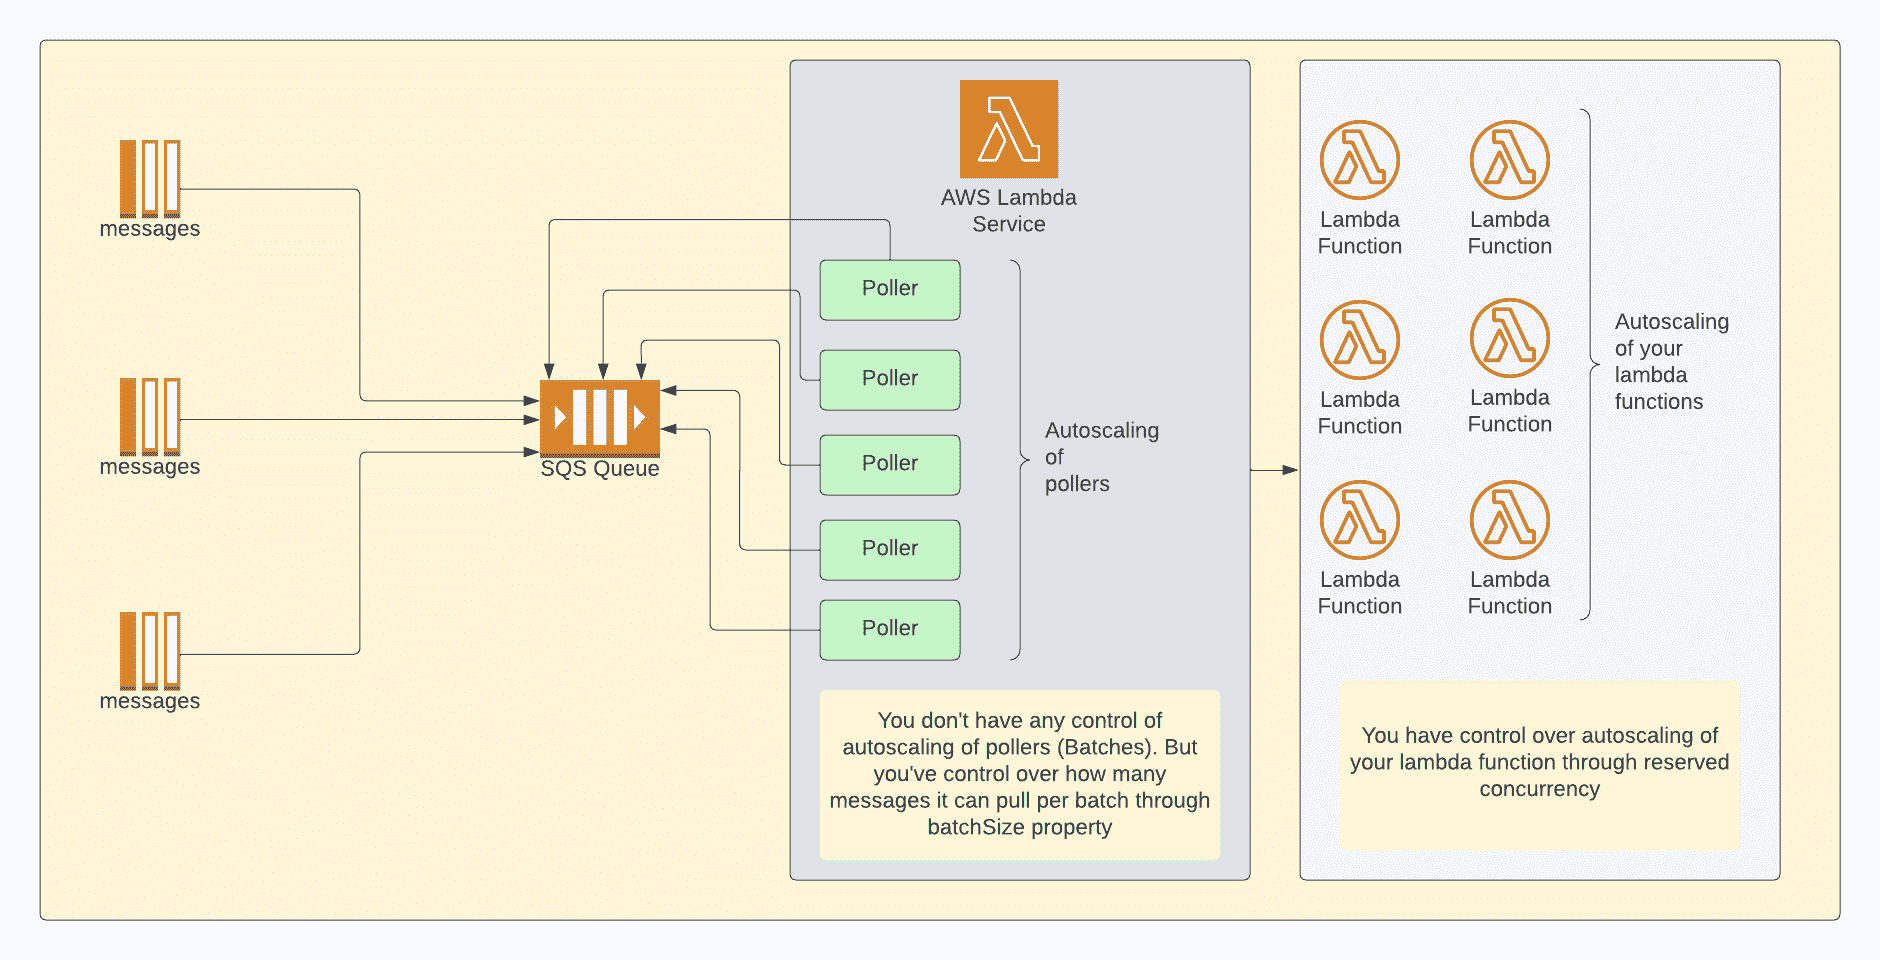 messages
messages
messages
SQS Queue
AWS Lambda
Service
Poller
Poller
Poller
Poller
Poller
Autoscaling
of
pollers
You don't have any control of
autoscaling of pollers (Batches). But
you've control over how many
messages it can pull per batch through
batchSize property
Lambda
Function
Lambda
Function
Lambda
Function
Lambda
Function
Lambda
Function
Lambda
Function
Autoscaling
of your
lambda
functions
You have control over autoscaling of
your lambda function through reserved
concurrency